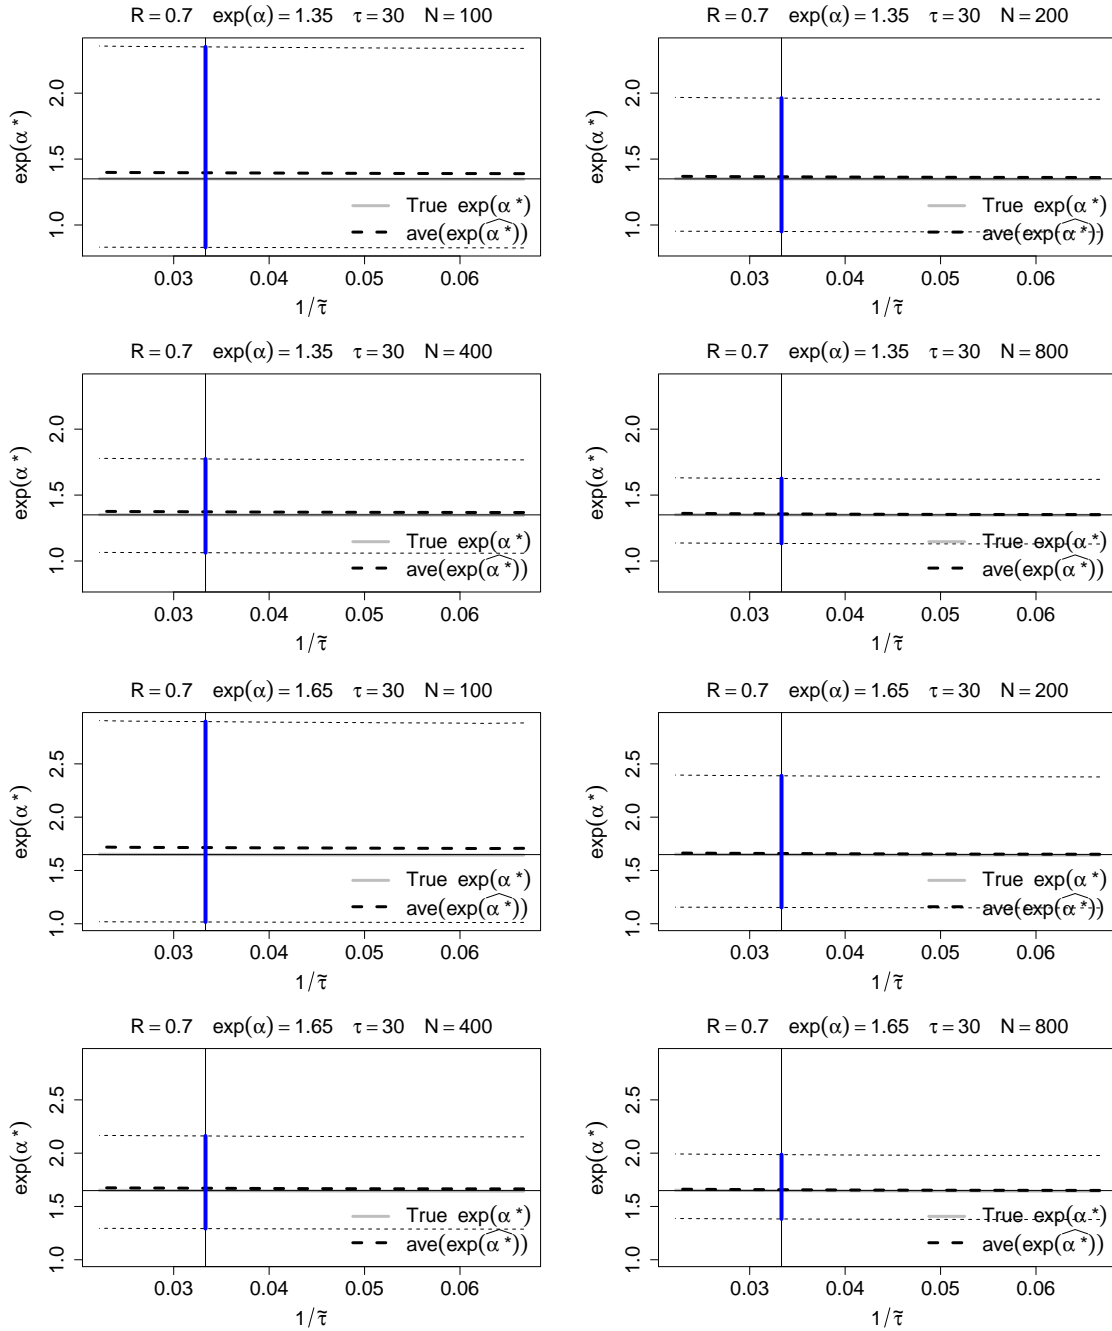 R = 0.7 exp(α) = 1.35 τ = 30 N = 100
exp(α*)
2.0
1.5
1.0
True exp(α*)
ave(exp(α̂*))
0.03 0.04 0.05 0.06
1/τ̃
R = 0.7 exp(α) = 1.35 τ = 30 N = 200
exp(α*)
2.0
1.5
1.0
True exp(α*)
ave(exp(α̂*))
0.03 0.04 0.05 0.06
1/τ̃
R = 0.7 exp(α) = 1.35 τ = 30 N = 400
exp(α*)
2.0
1.5
1.0
True exp(α*)
ave(exp(α̂*))
0.03 0.04 0.05 0.06
1/τ̃
R = 0.7 exp(α) = 1.35 τ = 30 N = 800
exp(α*)
2.0
1.5
1.0
True exp(α*)
ave(exp(α̂*))
0.03 0.04 0.05 0.06
1/τ̃
R = 0.7 exp(α) = 1.65 τ = 30 N = 100
exp(α*)
2.5
2.0
1.5
1.0
True exp(α*)
ave(exp(α̂*))
0.03 0.04 0.05 0.06
1/τ̃
R = 0.7 exp(α) = 1.65 τ = 30 N = 200
exp(α*)
2.5
2.0
1.5
1.0
True exp(α*)
ave(exp(α̂*))
0.03 0.04 0.05 0.06
1/τ̃
R = 0.7 exp(α) = 1.65 τ = 30 N = 400
exp(α*)
2.5
2.0
1.5
1.0
True exp(α*)
ave(exp(α̂*))
0.03 0.04 0.05 0.06
1/τ̃
R = 0.7 exp(α) = 1.65 τ = 30 N = 800
exp(α*)
2.5
2.0
1.5
1.0
True exp(α*)
ave(exp(α̂*))
0.03 0.04 0.05 0.06
1/τ̃